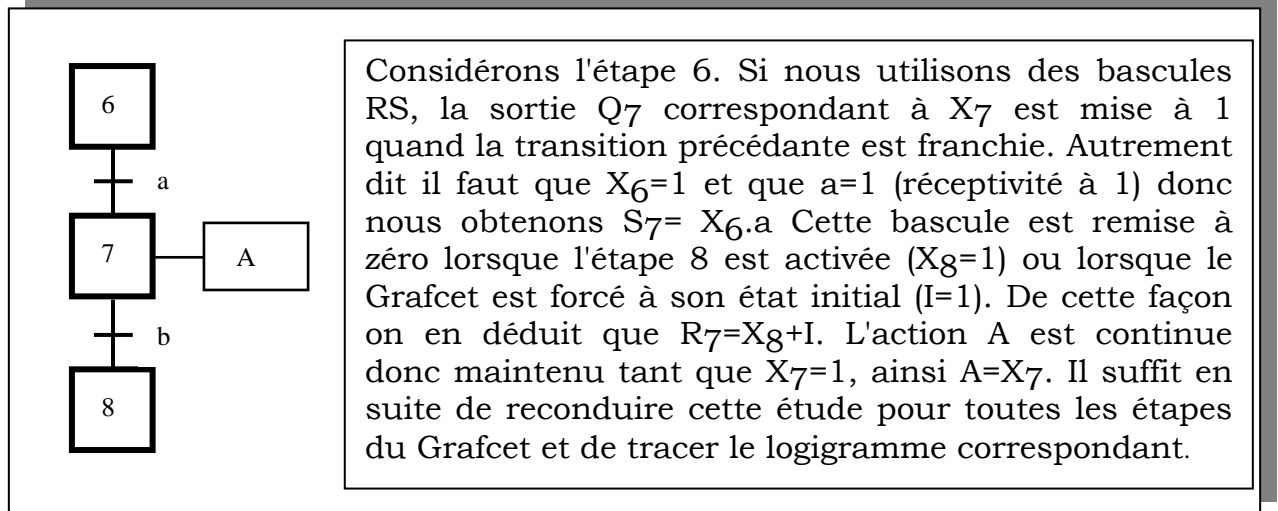 6
a
7
A
b
8
Considérons l'étape 6. Si nous utilisons des bascules
RS, la sortie Q7 correspondant à X7 est mise à 1
quand la transition précédante est franchie. Autrement
dit il faut que X6=1 et que a=1 (réceptivité à 1) donc
nous obtenons S7= X6.a Cette bascule est remise à
zéro lorsque l'étape 8 est activée (X8=1) ou lorsque le
Grafcet est forcé à son état initial (I=1). De cette façon
on en déduit que R7=X8+I. L'action A est continue
donc maintenu tant que X7=1, ainsi A=X7. Il suffit en
suite de reconduire cette étude pour toutes les étapes
du Grafcet et de tracer le logigramme correspondant.